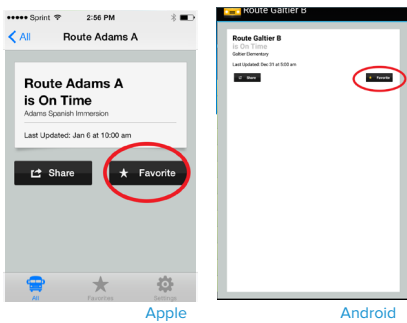 Sprint 2:56 PM
All Route Adams A
Route Adams A
is On Time
Adams Spanish Immersion
Last Updated: Jan 6 at 10:00 am
Share Favorite
All Favorites Settings
Apple
Route Galtier B
Route Galtier B
is On Time
Galtier Elementary
Last Updated: Dec 31 at 5:00 am
Share Favorite
Android